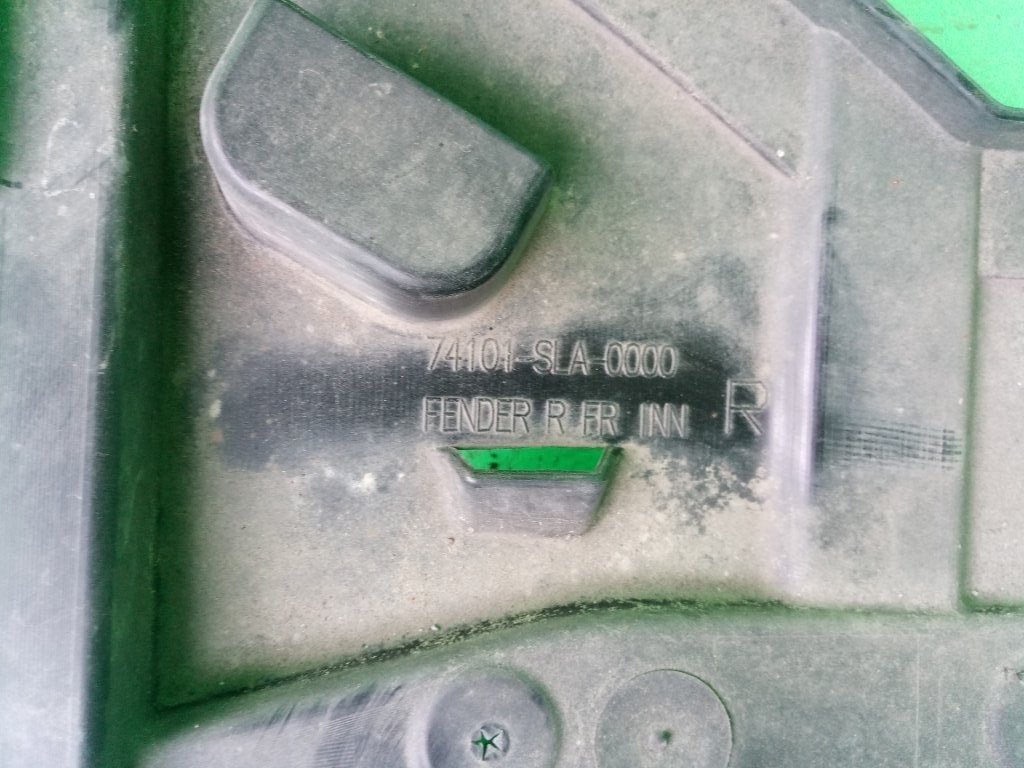 74101-SLA-0000
FENDER R FR INN
R